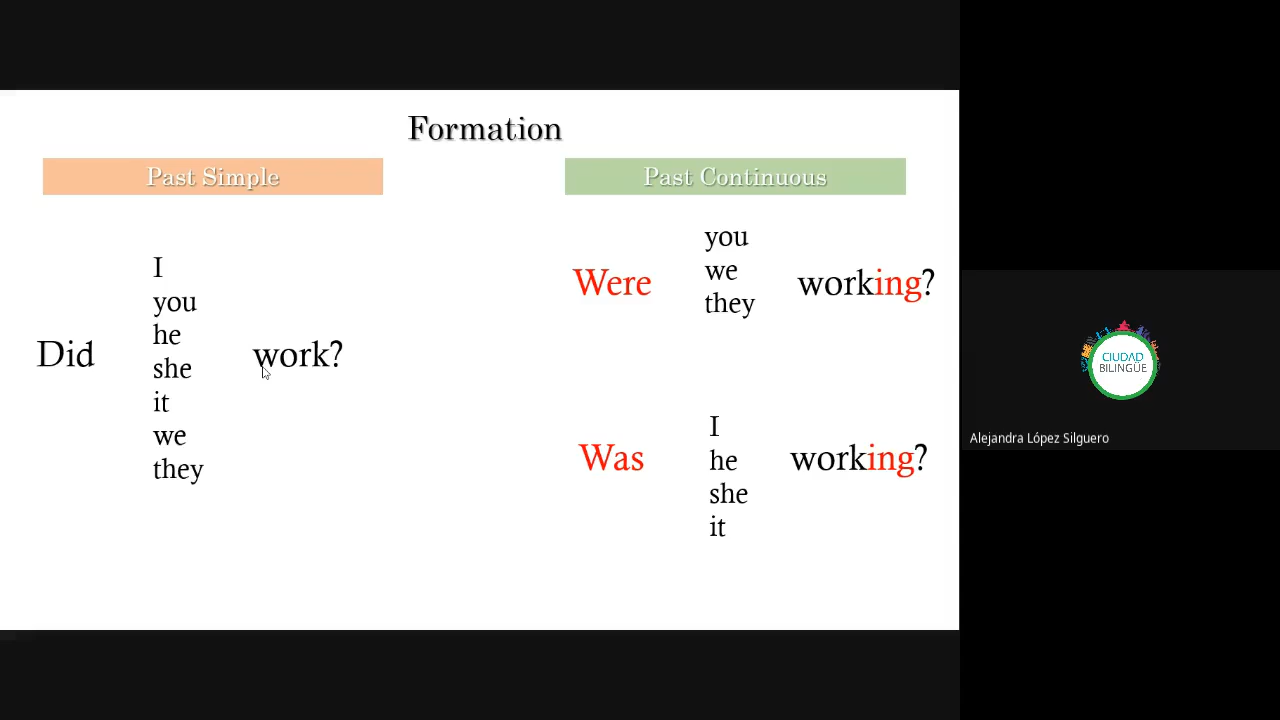 Formation
Past Simple
Did
I
you
he
she
it
we
they
work?
Past Continuous
Were
you
we
they
working?
Was
I
he
she
it
working?
CIUDAD
BILINGÜE
Alejandra López Silguero